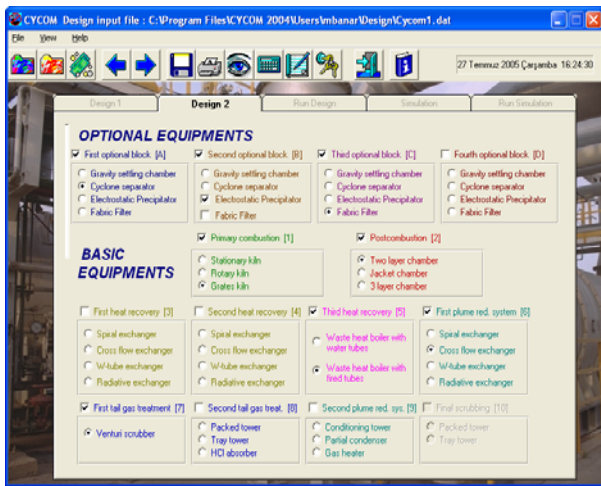 CYCOM Design input file : C:\Program Files\CYCOM 2004\Users\mbanar\Design\Cycom1.dat
File View Help
27 Temmuz 2005 Çarşamba 16:24:30
Design 1 Design 2 Run Design Simulation Run Simulation
OPTIONAL EQUIPMENTS
First optional block. [A] Second optional block. [B] Third optional block. [C] Fourth optional block. [D]
Gravity settling chamber Gravity settling chamber Gravity settling chamber Gravity settling chamber
Cyclone separator Cyclone separator Cyclone separator Cyclone separator
Electrostatic Precipitator Electrostatic Precipitator Electrostatic Precipitator Electrostatic Precipitator
Fabric Filter Fabric Filter Fabric Filter Fabric Filter
BASIC EQUIPMENTS
Primary combustion [1] Postcombustion [2]
Stationary kiln Two layer chamber
Rotary kiln Jacket chamber
Grates kiln 3 layer chamber
First heat recovery [3] Second heat recovery [4] Third heat recovery [5] First plume red. system [6]
Spiral exchanger Spiral exchanger Waste heat boiler with water tubes Spiral exchanger
Cross flow exchanger Cross flow exchanger Cross flow exchanger
W-tube exchanger W-tube exchanger Waste heat boiler with fired tubes W-tube exchanger
Radiative exchanger Radiative exchanger Radiative exchanger
First tail gas treatment [7] Second tail gas treat. [8] Second plume red. sys. [9] Final scrubbing [10]
Venturi scrubber Packed tower Conditioning tower Packed tower
Tray tower Partial condenser Tray tower
HCl absorber Gas heater